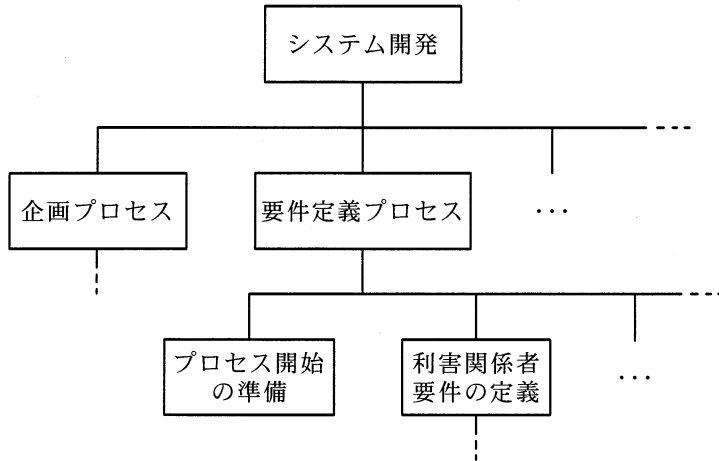 システム開発
企画プロセス
要件定義プロセス
…
プロセス開始
の準備
利害関係者
要件の定義
…